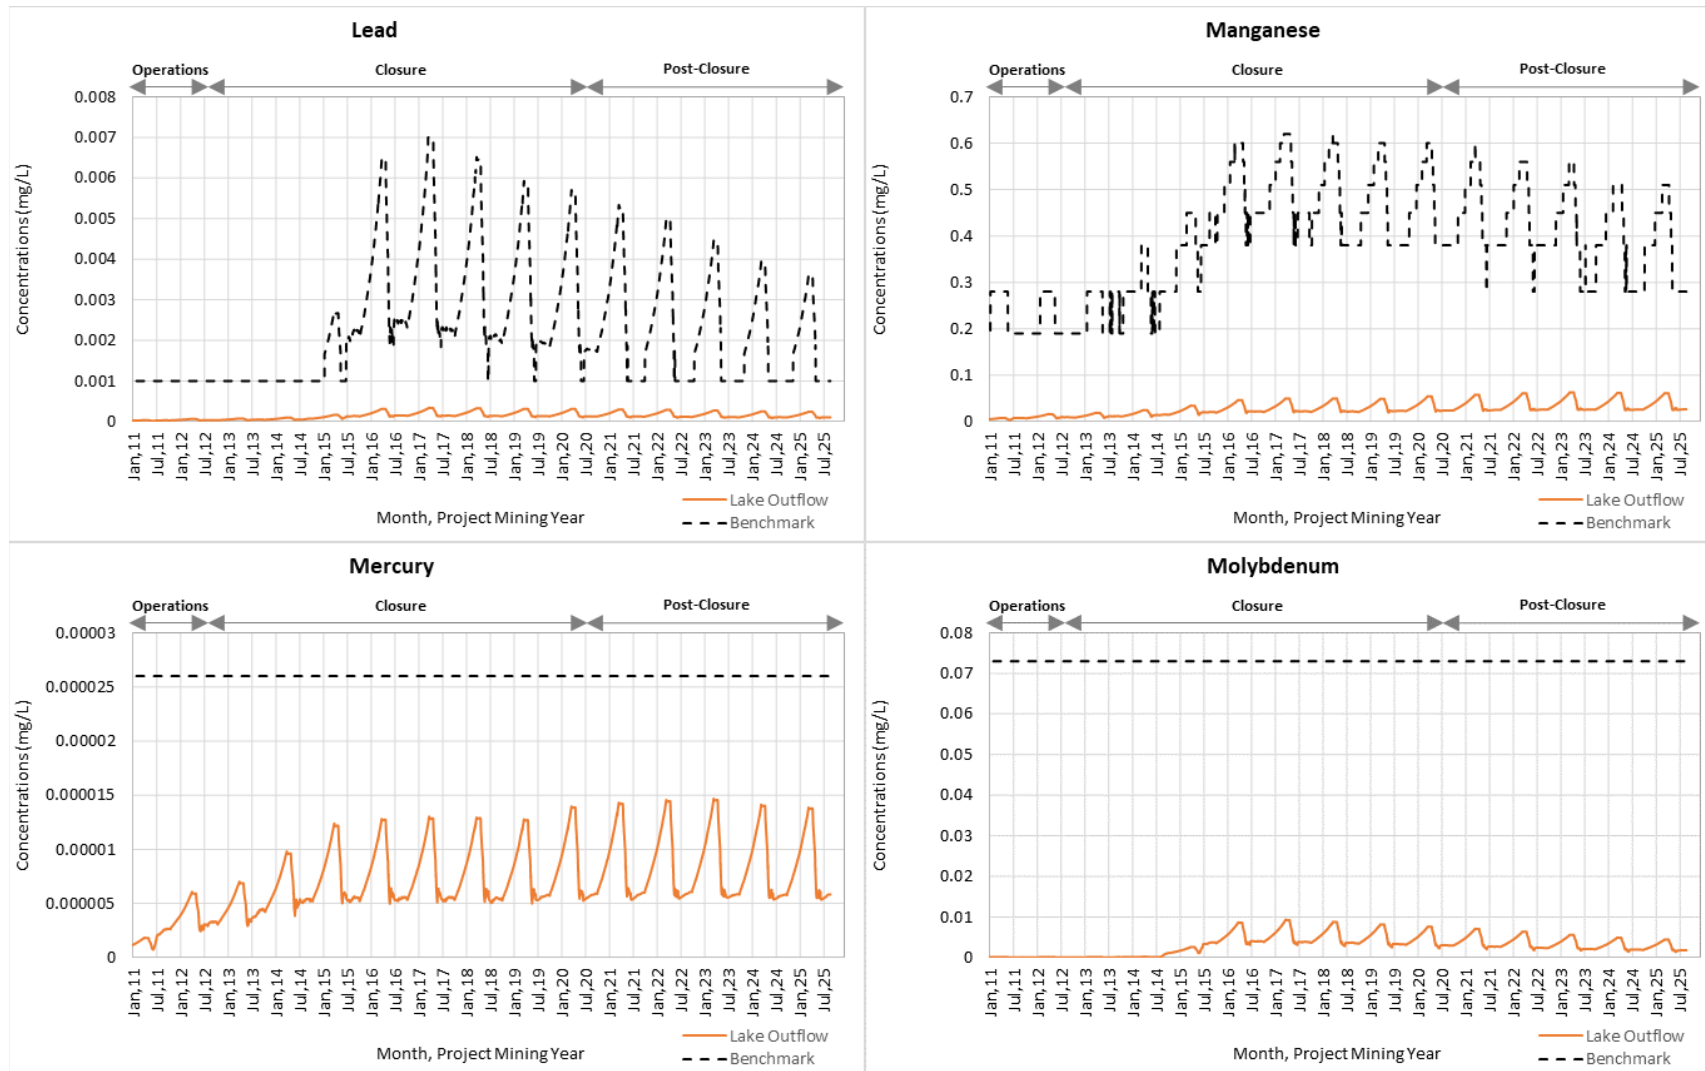 Lead
Operations Closure Post-Closure
Concentrations (mg/L)
0.008
0.007
0.006
0.005
0.004
0.003
0.002
0.001
0
Jan,11 Jul,11 Jan,12 Jul,12 Jan,13 Jul,13 Jan,14 Jul,14 Jan,15 Jul,15 Jan,16 Jul,16 Jan,17 Jul,17 Jan,18 Jul,18 Jan,19 Jul,19 Jan,20 Jul,20 Jan,21 Jul,21 Jan,22 Jul,22 Jan,23 Jul,23 Jan,24 Jul,24 Jan,25 Jul,25
Month, Project Mining Year
Lake Outflow
Benchmark
Manganese
Operations Closure Post-Closure
Concentrations (mg/L)
0.7
0.6
0.5
0.4
0.3
0.2
0.1
0
Jan,11 Jul,11 Jan,12 Jul,12 Jan,13 Jul,13 Jan,14 Jul,14 Jan,15 Jul,15 Jan,16 Jul,16 Jan,17 Jul,17 Jan,18 Jul,18 Jan,19 Jul,19 Jan,20 Jul,20 Jan,21 Jul,21 Jan,22 Jul,22 Jan,23 Jul,23 Jan,24 Jul,24 Jan,25 Jul,25
Month, Project Mining Year
Lake Outflow
Benchmark
Mercury
Operations Closure Post-Closure
Concentrations (mg/L)
0.00003
0.000025
0.00002
0.000015
0.00001
0.000005
0
Jan,11 Jul,11 Jan,12 Jul,12 Jan,13 Jul,13 Jan,14 Jul,14 Jan,15 Jul,15 Jan,16 Jul,16 Jan,17 Jul,17 Jan,18 Jul,18 Jan,19 Jul,19 Jan,20 Jul,20 Jan,21 Jul,21 Jan,22 Jul,22 Jan,23 Jul,23 Jan,24 Jul,24 Jan,25 Jul,25
Month, Project Mining Year
Lake Outflow
Benchmark
Molybdenum
Operations Closure Post-Closure
Concentrations (mg/L)
0.08
0.07
0.06
0.05
0.04
0.03
0.02
0.01
0
Jan,11 Jul,11 Jan,12 Jul,12 Jan,13 Jul,13 Jan,14 Jul,14 Jan,15 Jul,15 Jan,16 Jul,16 Jan,17 Jul,17 Jan,18 Jul,18 Jan,19 Jul,19 Jan,20 Jul,20 Jan,21 Jul,21 Jan,22 Jul,22 Jan,23 Jul,23 Jan,24 Jul,24 Jan,25 Jul,25
Month, Project Mining Year
Lake Outflow
Benchmark